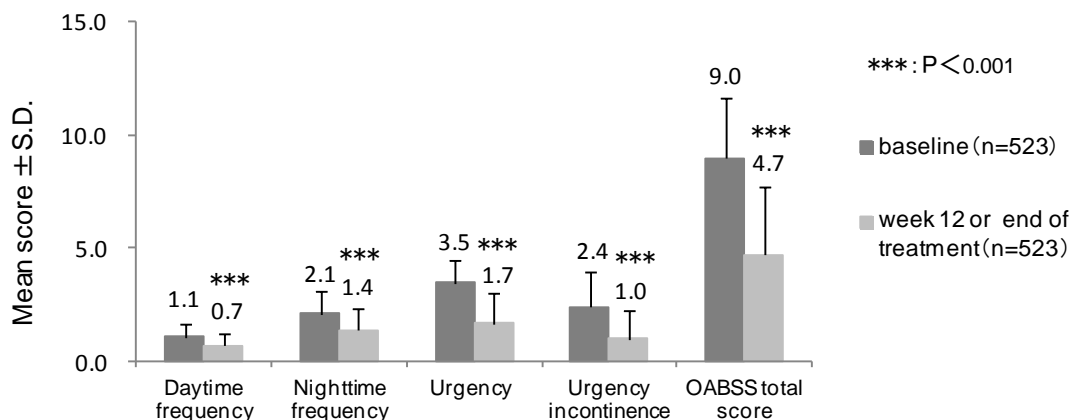 15.0
10.0
5.0
0.0
Mean score ± S.D.
1.1
***
0.7
2.1
***
1.4
3.5
***
1.7
2.4
***
1.0
9.0
***
4.7
Daytime
frequency
Nighttime
frequency
Urgency
Urgency
incontinence
OABSS total
score
***: P＜0.001
baseline（n=523）
week 12 or end of
treatment（n=523）